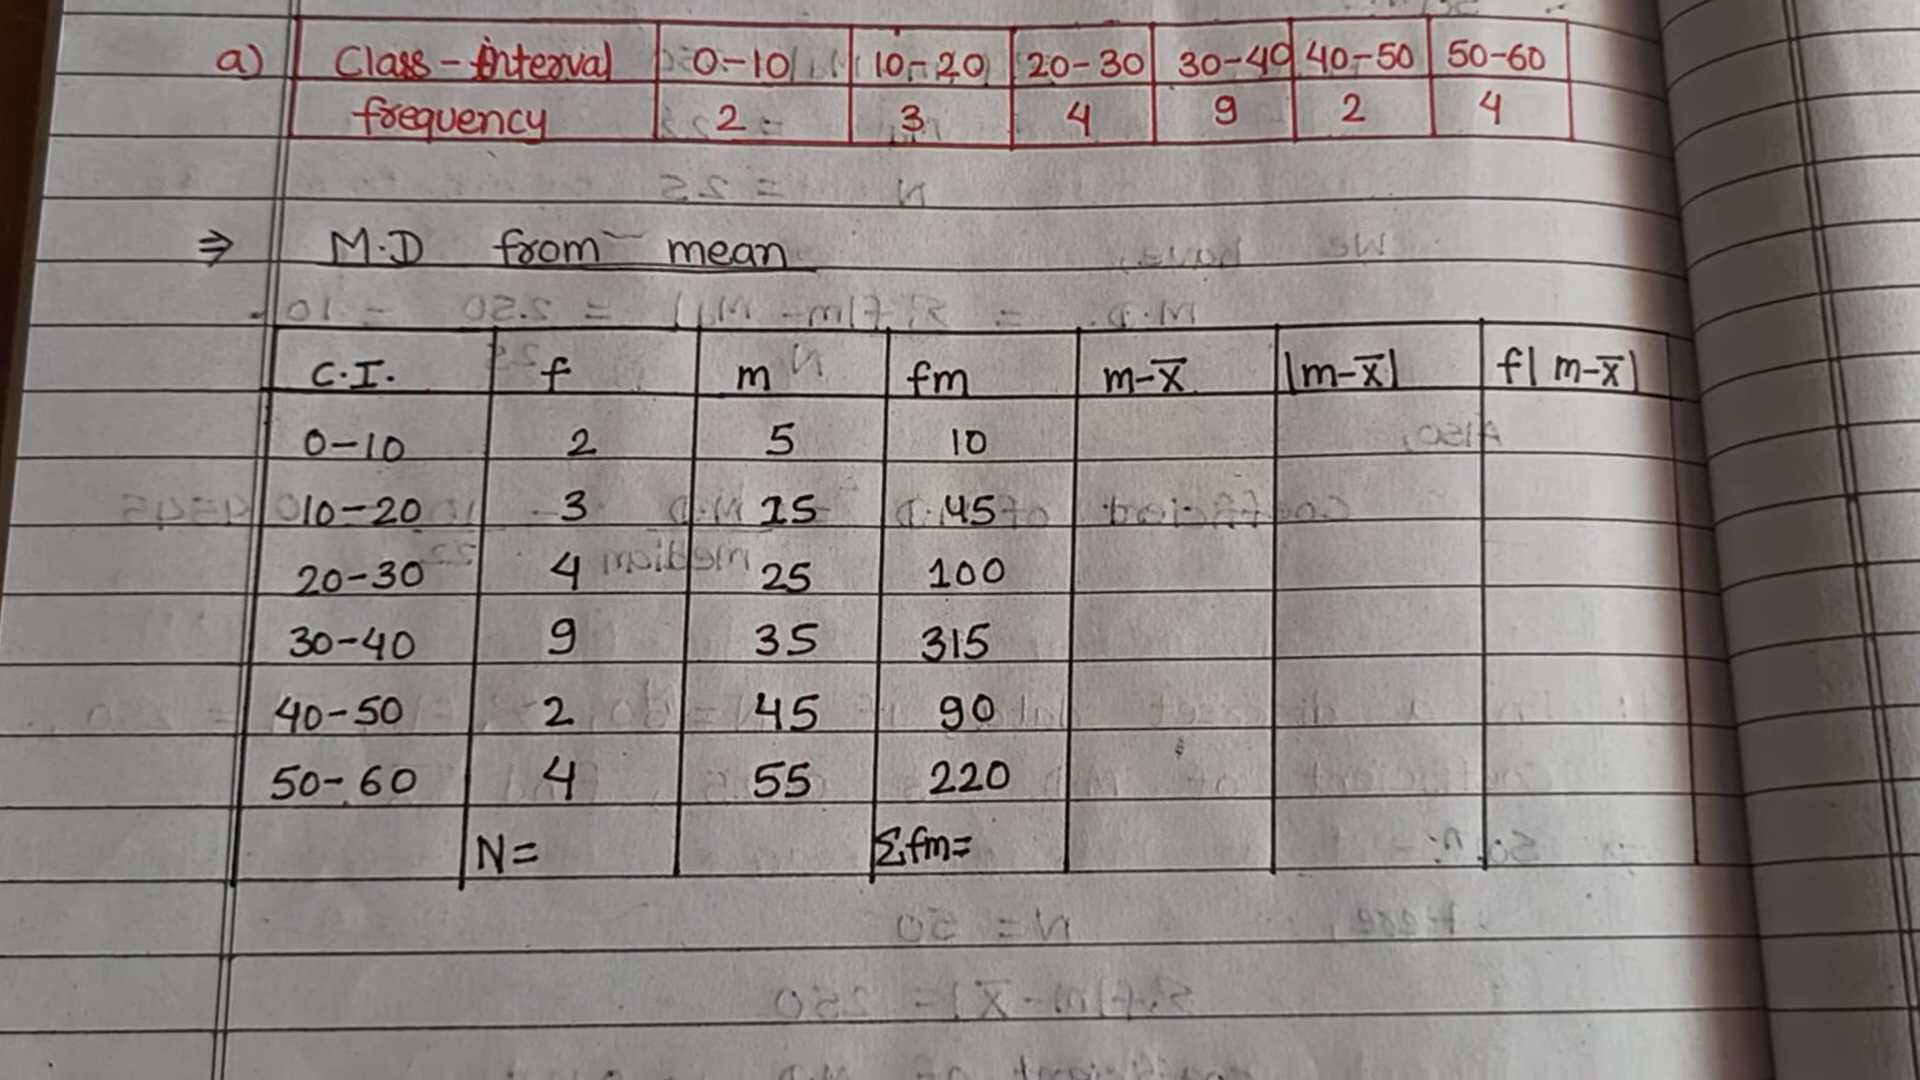 a) Class-interval 0-10 10-20 20-30 30-40 40-50 50-60
frequency 2 3 4 9 2 4
⇒ M.D from mean
C.I. f m fm m-x̄ |m-x̄| f|m-x̄|
0-10 2 5 10
10-20 3 15 45
20-30 4 25 100
30-40 9 35 315
40-50 2 45 90
50-60 4 55 220
N= Σfm=